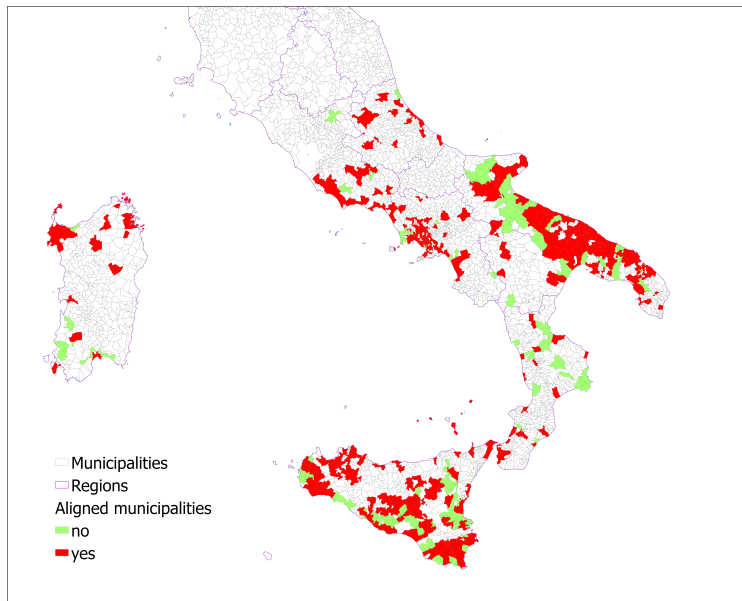 Municipalities
Regions
Aligned municipalities
no
yes